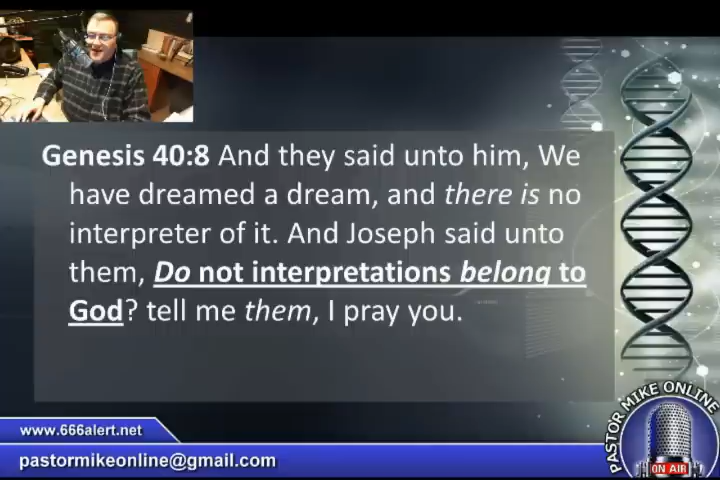 Genesis 40:8 And they said unto him, We
have dreamed a dream, and there is no
interpreter of it. And Joseph said unto
them, Do not interpretations belong to
God? tell me them, I pray you.
www.666alert.net
pastormikeonline@gmail.com
PASTOR MIKE ONLINE
ON AIR